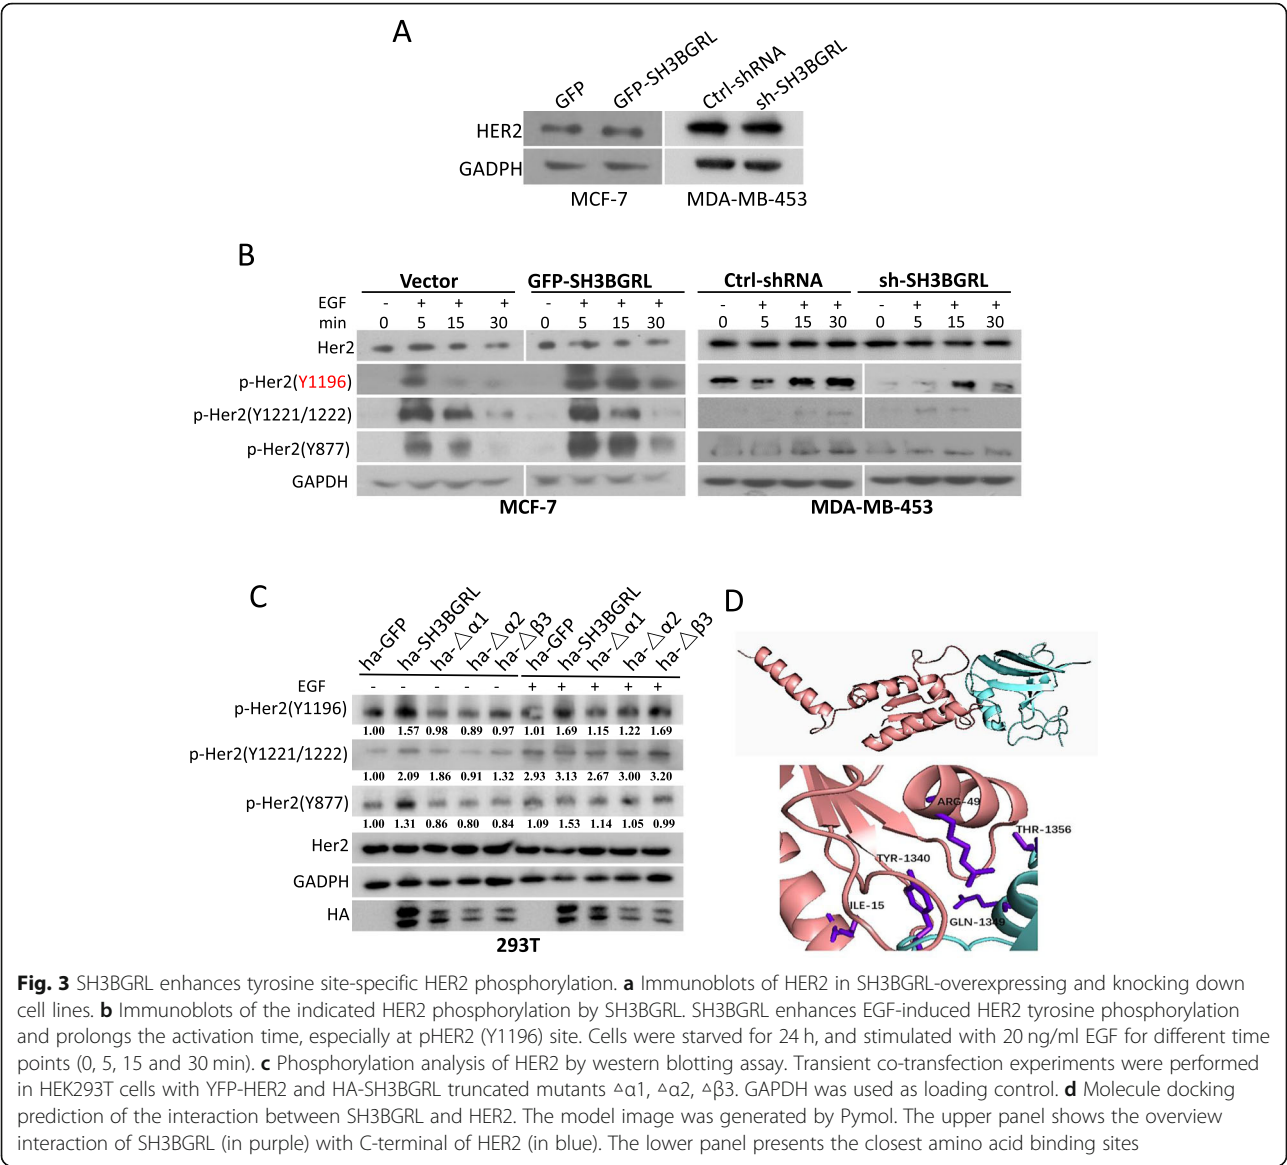 A
GFP GFP-SH3BGRL Ctrl-shRNA sh-SH3BGRL
HER2
GADPH
MCF-7 MDA-MB-453
B
Vector GFP-SH3BGRL Ctrl-shRNA sh-SH3BGRL
EGF - + + + - + + + - + + + - + + +
min 0 5 15 30 0 5 15 30 0 5 15 30 0 5 15 30
Her2
p-Her2(Y1196)
p-Her2(Y1221/1222)
p-Her2(Y877)
GAPDH
MCF-7 MDA-MB-453
C
ha-GFP ha-SH3BGRL ha-△α1 ha-△α2 ha-△β3 ha-GFP ha-SH3BGRL ha-△α1 ha-△α2 ha-△β3
EGF - - - - - + + + + +
p-Her2(Y1196)
1.00 1.57 0.98 0.89 0.97 1.01 1.69 1.15 1.22 1.69
p-Her2(Y1221/1222)
1.00 2.09 1.86 0.91 1.32 2.93 3.13 2.67 3.00 3.20
p-Her2(Y877)
1.00 1.31 0.86 0.80 0.84 1.09 1.53 1.14 1.05 0.99
Her2
GADPH
HA
293T
D
ARG-49
THR-1356
TYR-1340
ILE-15
GLN-1349
Fig. 3 SH3BGRL enhances tyrosine site-specific HER2 phosphorylation. a Immunoblots of HER2 in SH3BGRL-overexpressing and knocking down
cell lines. b Immunoblots of the indicated HER2 phosphorylation by SH3BGRL. SH3BGRL enhances EGF-induced HER2 tyrosine phosphorylation
and prolongs the activation time, especially at pHER2 (Y1196) site. Cells were starved for 24 h, and stimulated with 20 ng/ml EGF for different time
points (0, 5, 15 and 30 min). c Phosphorylation analysis of HER2 by western blotting assay. Transient co-transfection experiments were performed
in HEK293T cells with YFP-HER2 and HA-SH3BGRL truncated mutants △α1, △α2, △β3. GAPDH was used as loading control. d Molecule docking
prediction of the interaction between SH3BGRL and HER2. The model image was generated by Pymol. The upper panel shows the overview
interaction of SH3BGRL (in purple) with C-terminal of HER2 (in blue). The lower panel presents the closest amino acid binding sites